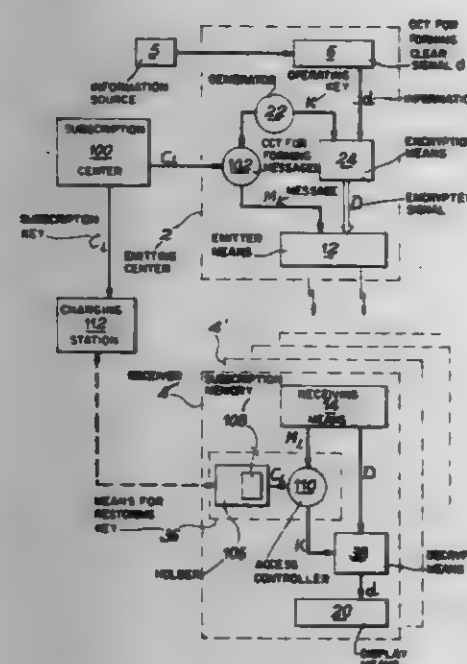 CCT FOR
FORMING
CLEAR
SIGNAL d
5
6
INFORMATION
SOURCE
GENERATOR
OPERATING
KEY
K
d
INFORMATION
22
SUBSCRIPTION
100
CENTER
CCT FOR
FORMING
MESSAGES
24
ENCRYPTION
MEANS
102
MESSAGE
D
ENCRYPTED
SIGNAL
SUBSCRIPTION
KEY
2
EMITTING
CENTER
EMITTER
MEANS
12
CHARGING
112
STATION
4'
RECEIVER
4
SUBSCRIPTION
MEMORY
108
RECEIVING
MEANS
D
110
MEANS FOR
RESTORING
KEY
36
106
HOLDER
ACCESS
CONTROLLER
K
38
MEANS
d
20
DISPLAY
MEANS